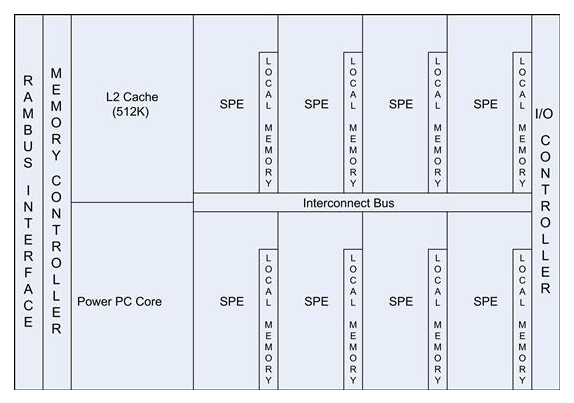 RAMBUS INTERFACE
MEMORY CONTROLLER
L2 Cache
(512K)
SPE
LOCAL MEMORY
SPE
LOCAL MEMORY
SPE
LOCAL MEMORY
SPE
LOCAL MEMORY
I/O CONTROLLER
Interconnect Bus
Power PC Core
SPE
LOCAL MEMORY
SPE
LOCAL MEMORY
SPE
LOCAL MEMORY
SPE
LOCAL MEMORY